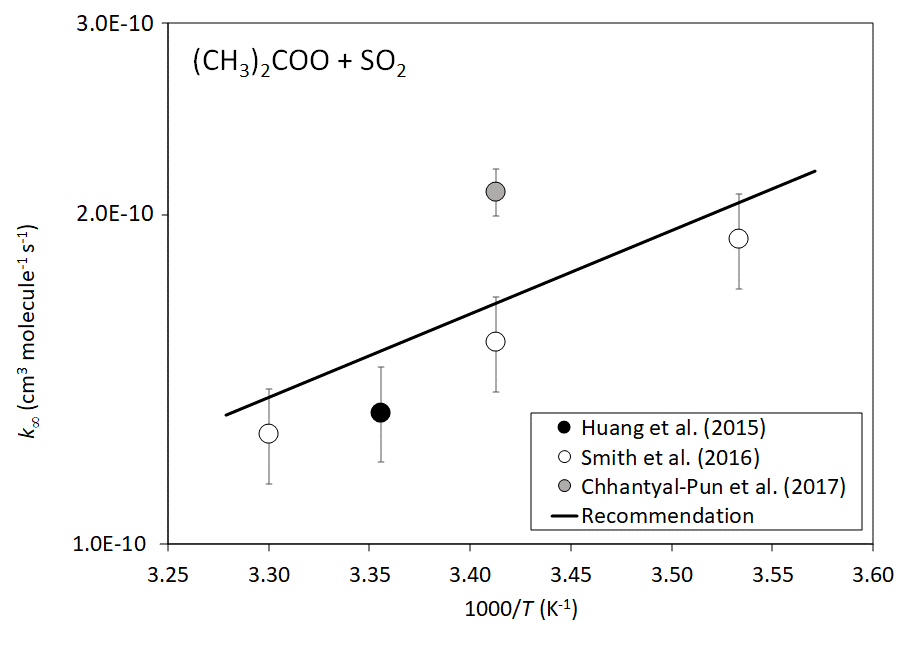 3.0E-10
(CH₃)₂COO + SO₂
2.0E-10
k∞ (cm³ molecule⁻¹ s⁻¹)
1.0E-10
Huang et al. (2015)
Smith et al. (2016)
Chhantyal-Pun et al. (2017)
Recommendation
3.25 3.30 3.35 3.40 3.45 3.50 3.55 3.60
1000/T (K⁻¹)